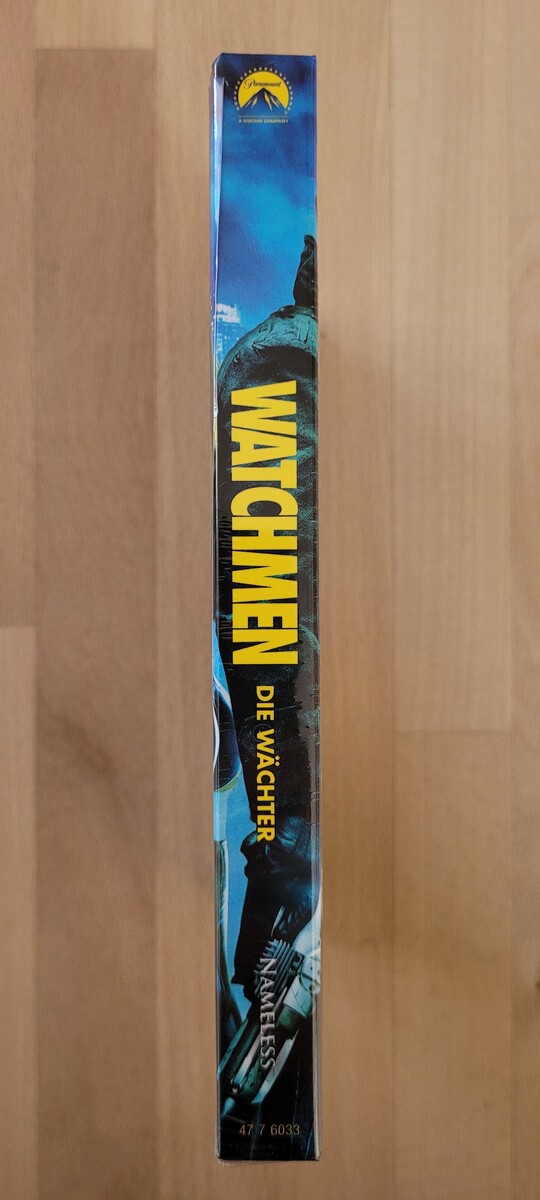 Paramount
A VIACOM COMPANY
WATCHMEN
DIE WÄCHTER
NAMELESS
47 7 6033